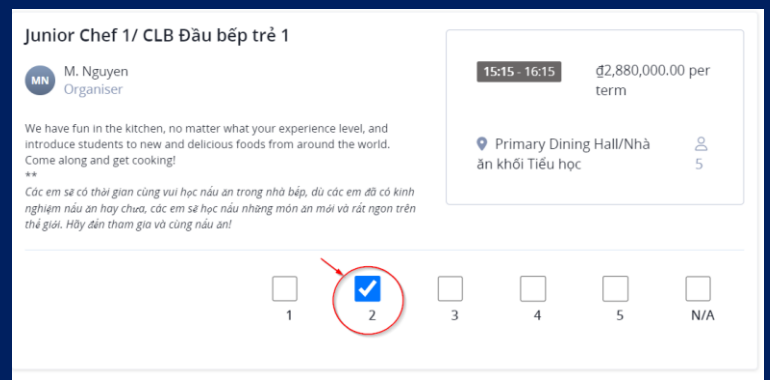 Junior Chef 1/ CLB Đầu bếp trẻ 1
MN
M. Nguyen
Organiser
We have fun in the kitchen, no matter what your experience level, and
introduce students to new and delicious foods from around the world.
Come along and get cooking!
**
Các em sẽ có thời gian cùng vui học nấu ăn trong nhà bếp, dù các em đã có kinh
nghiệm nấu ăn hay chưa, các em sẽ học nấu những món ăn mới và rất ngon trên
thế giới. Hãy đến tham gia và cùng nấu ăn!
15:15 - 16:15
₫2,880,000.00 per
term
Primary Dining Hall/Nhà
ăn khối Tiểu học
5
1 2 3 4 5 N/A